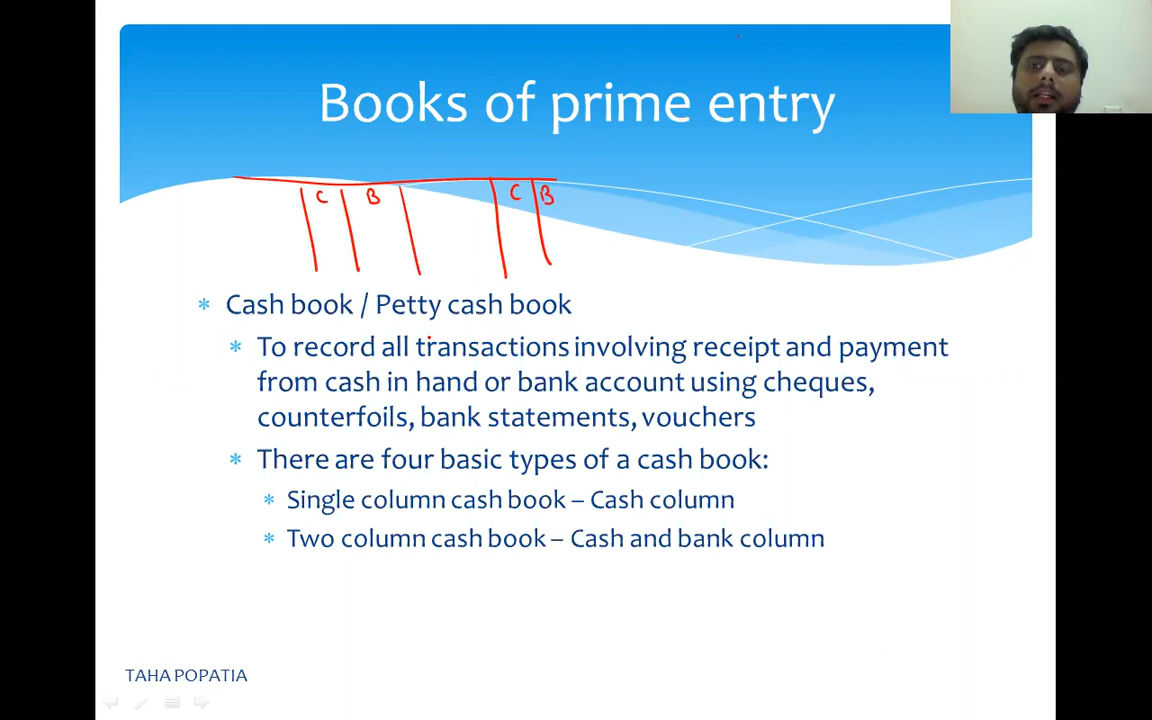 Books of prime entry
C B C B
* Cash book / Petty cash book
* To record all transactions involving receipt and payment
from cash in hand or bank account using cheques,
counterfoils, bank statements, vouchers
* There are four basic types of a cash book:
* Single column cash book – Cash column
* Two column cash book – Cash and bank column
TAHA POPATIA